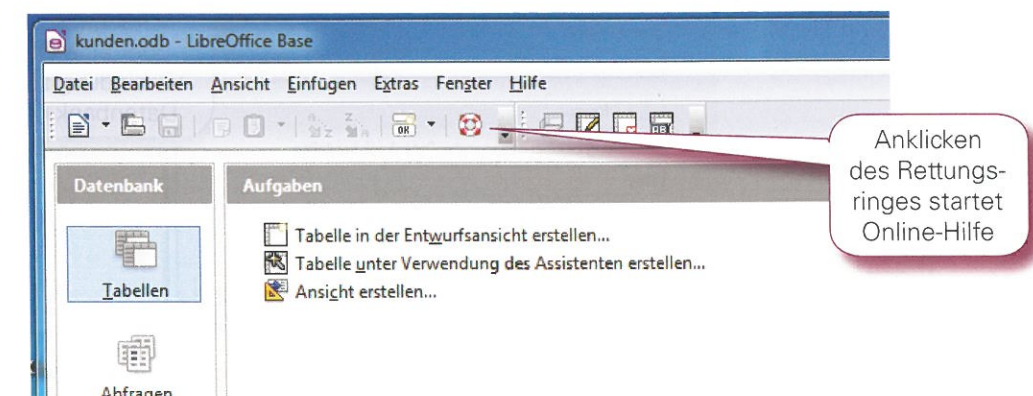 kunden.odb - LibreOffice Base
Datei Bearbeiten Ansicht Einfügen Extras Fenster Hilfe
OK
Anklicken
des Rettungs-
ringes startet
Online-Hilfe
Datenbank
Aufgaben
Tabelle in der Entwurfsansicht erstellen...
Tabelle unter Verwendung des Assistenten erstellen...
Ansicht erstellen...
Tabellen
Abfragen